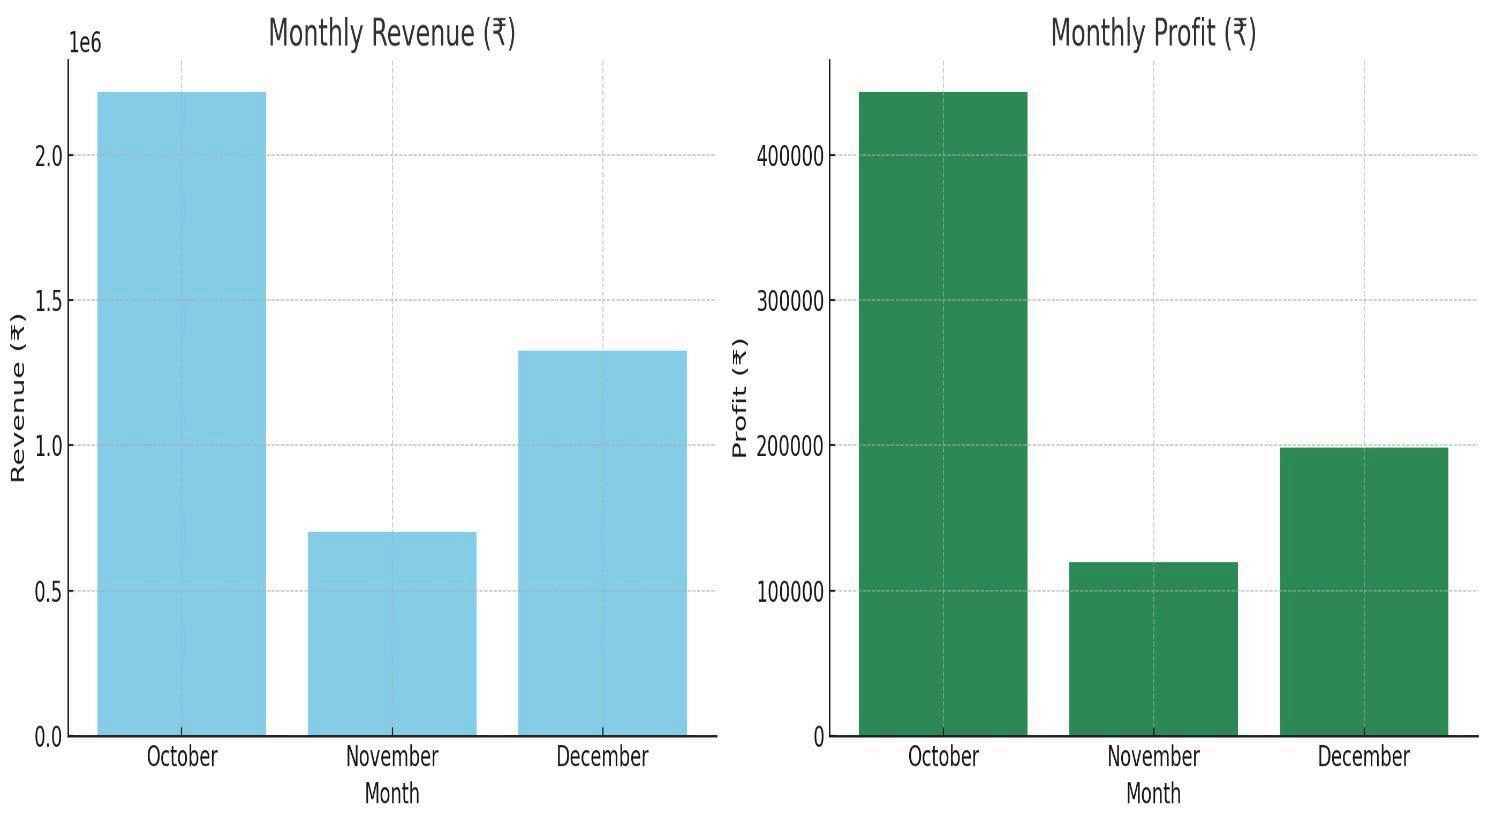 Monthly Revenue (₹)
1e6
Revenue (₹)
2.0
1.5
1.0
0.5
0.0
October November December
Month
Monthly Profit (₹)
Profit (₹)
400000
300000
200000
100000
0
October November December
Month